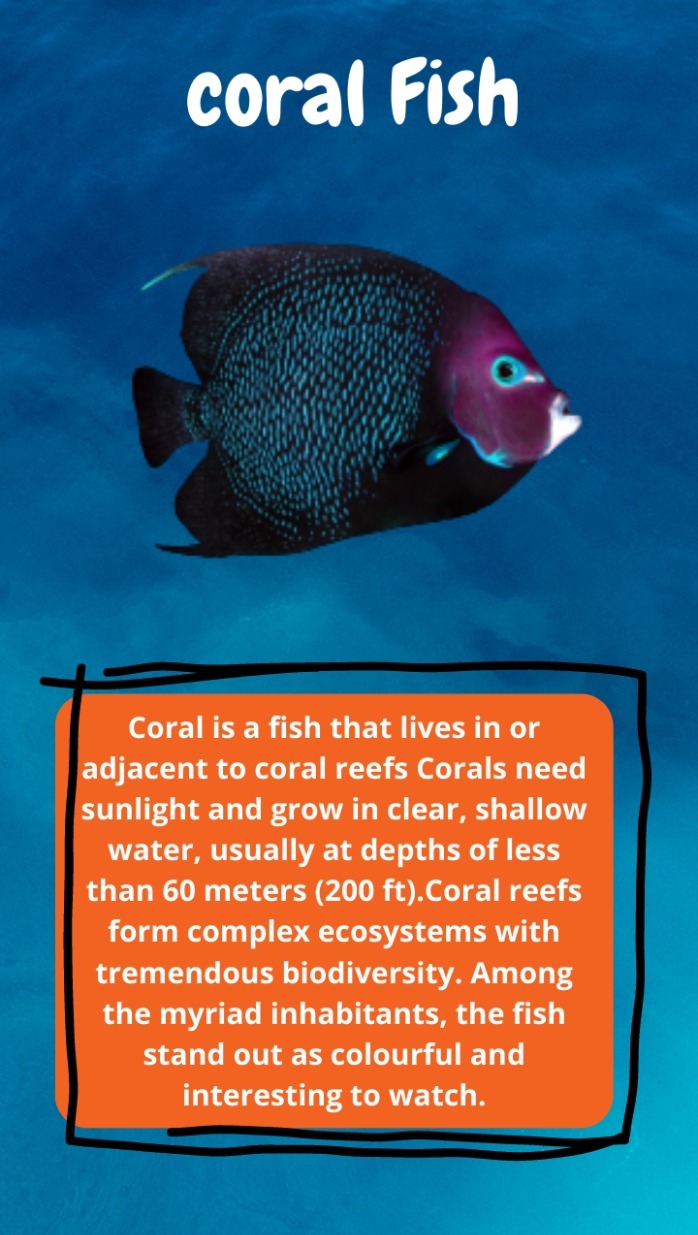 coral Fish
Coral is a fish that lives in or
adjacent to coral reefs Corals need
sunlight and grow in clear, shallow
water, usually at depths of less
than 60 meters (200 ft).Coral reefs
form complex ecosystems with
tremendous biodiversity. Among
the myriad inhabitants, the fish
stand out as colourful and
interesting to watch.